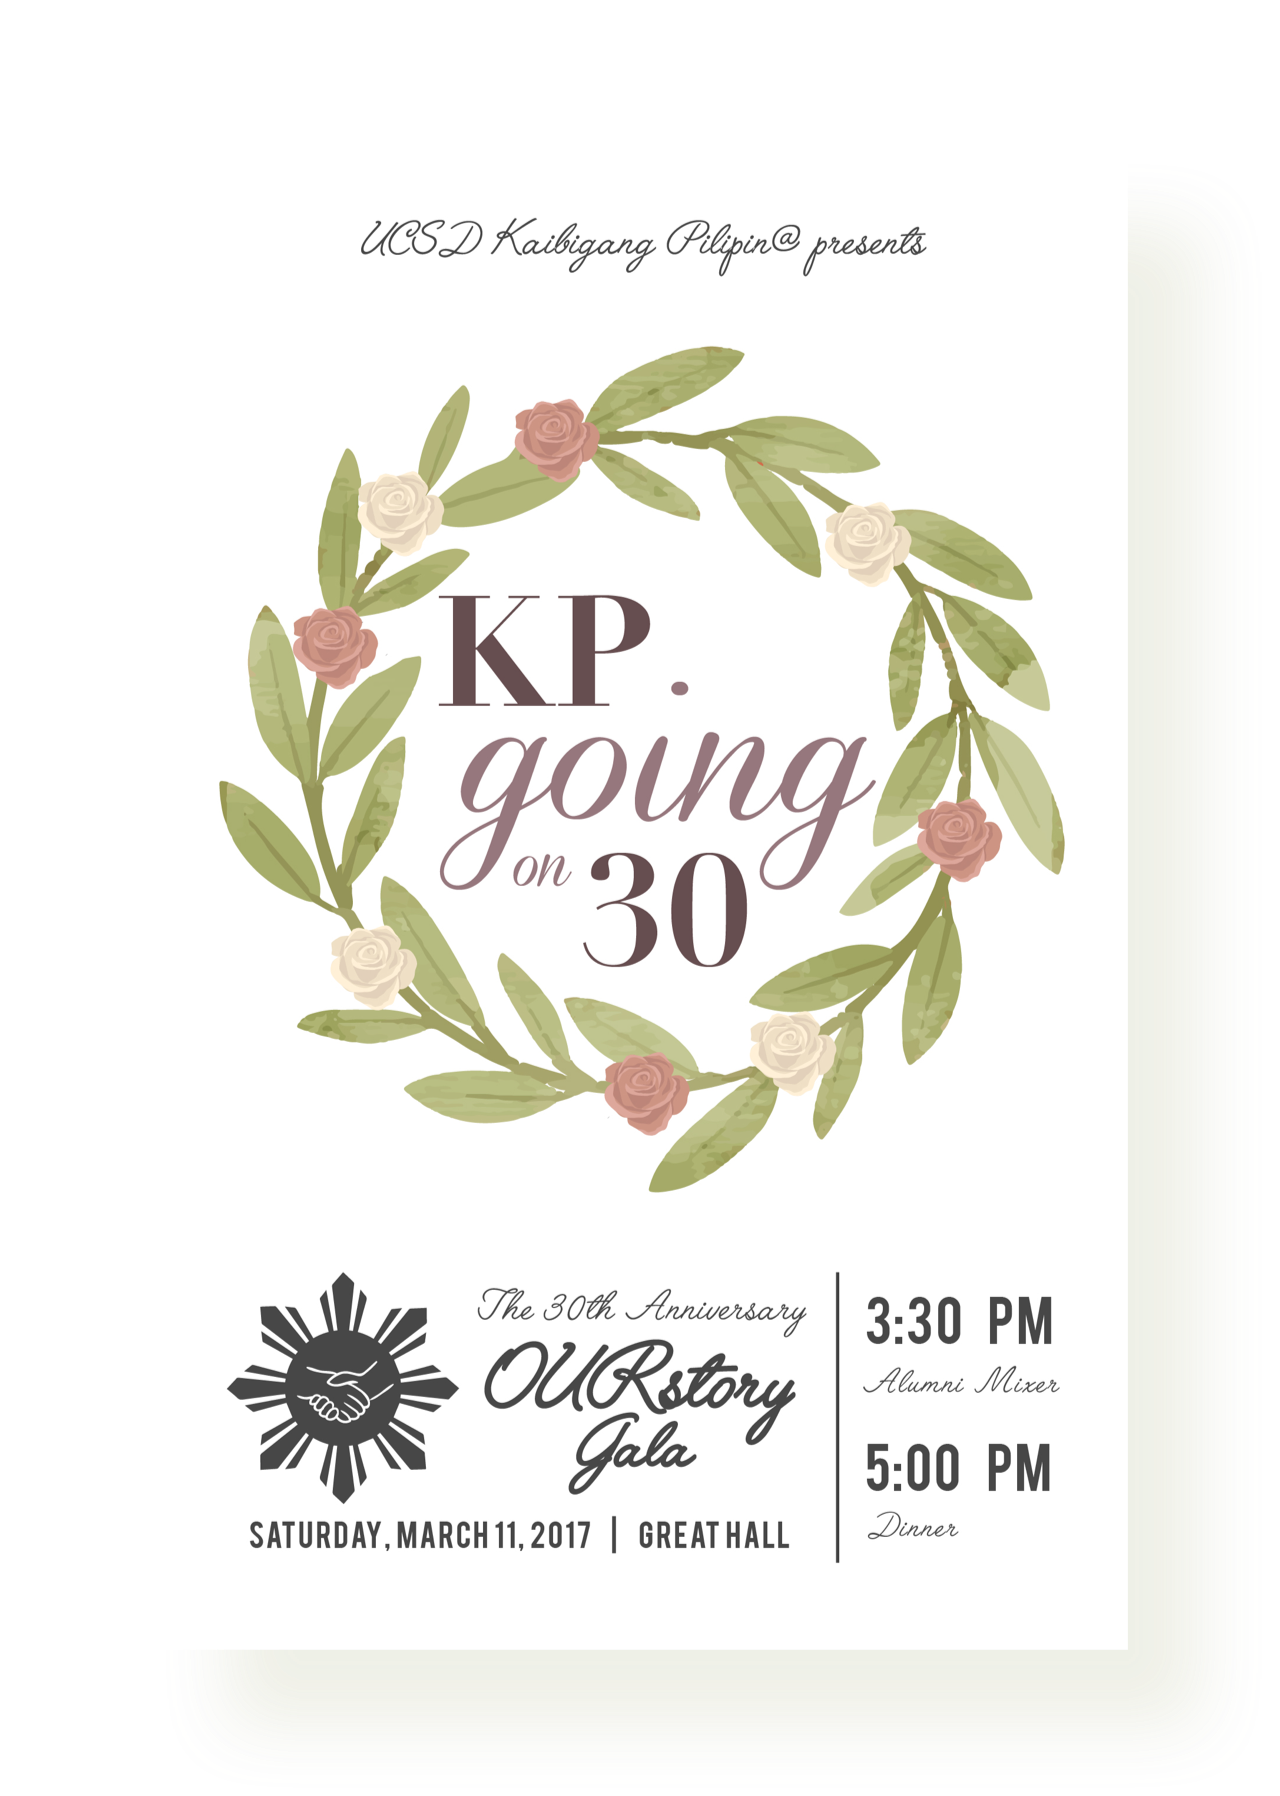 UCSD Kaibigang Pilipin@ presents
KP.
going
on 30
The 30th Anniversary
OURstory
Gala
SATURDAY, MARCH 11, 2017 | GREAT HALL
3:30 PM
Alumni Mixer
5:00 PM
Dinner